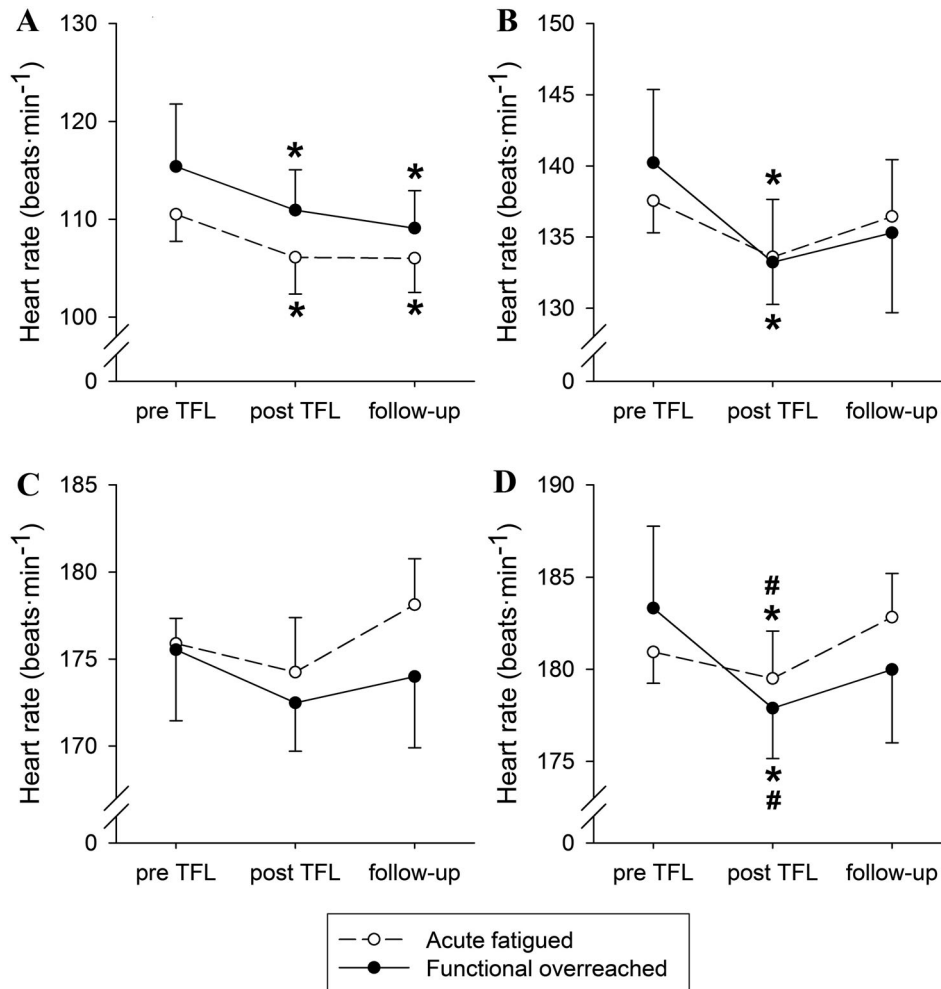 A
Heart rate (beats·min⁻¹)
130
120
110
100
0
*
*
*
*
pre TFL
post TFL
follow-up
B
Heart rate (beats·min⁻¹)
150
145
140
135
130
0
*
*
pre TFL
post TFL
follow-up
C
Heart rate (beats·min⁻¹)
185
180
175
170
0
pre TFL
post TFL
follow-up
D
Heart rate (beats·min⁻¹)
190
185
180
175
0
#
*
*
#
pre TFL
post TFL
follow-up
Acute fatigued
Functional overreached